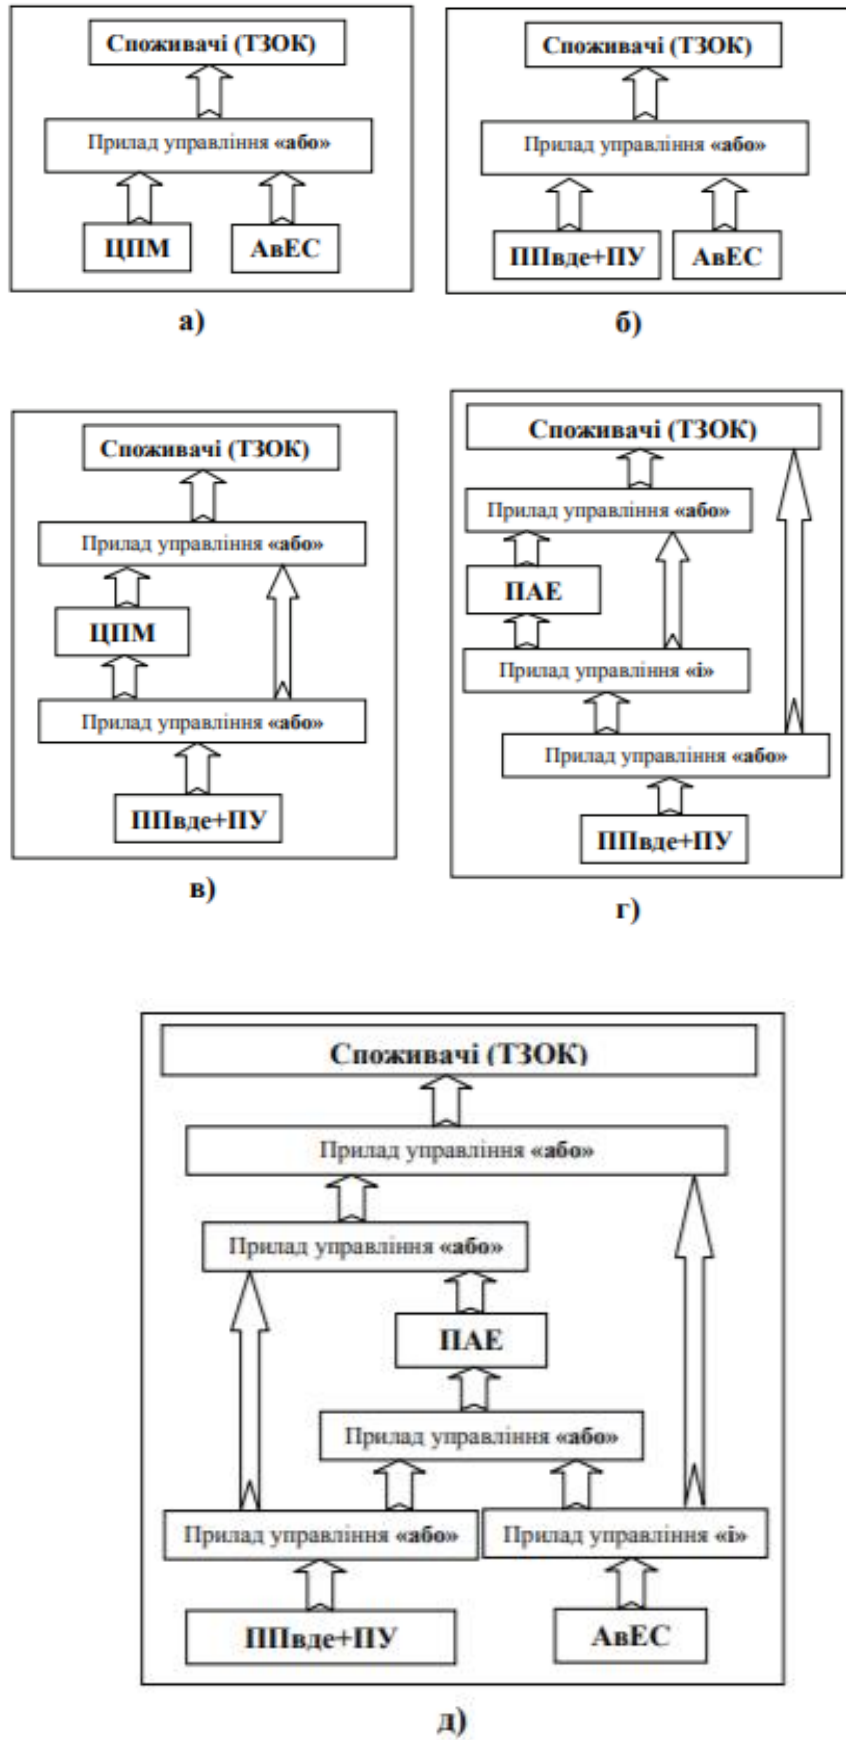 Споживачі (ТЗОК)
Прилад управління «або»
ЦПМ
АвЕС
а)
Споживачі (ТЗОК)
Прилад управління «або»
ППвде+ПУ
АвЕС
б)
Споживачі (ТЗОК)
Прилад управління «або»
ЦПМ
Прилад управління «або»
ППвде+ПУ
в)
Споживачі (ТЗОК)
Прилад управління «або»
ПАЕ
Прилад управління «і»
Прилад управління «або»
ППвде+ПУ
г)
Споживачі (ТЗОК)
Прилад управління «або»
Прилад управління «або»
ПАЕ
Прилад управління «або»
Прилад управління «або»
Прилад управління «і»
ППвде+ПУ
АвЕС
д)